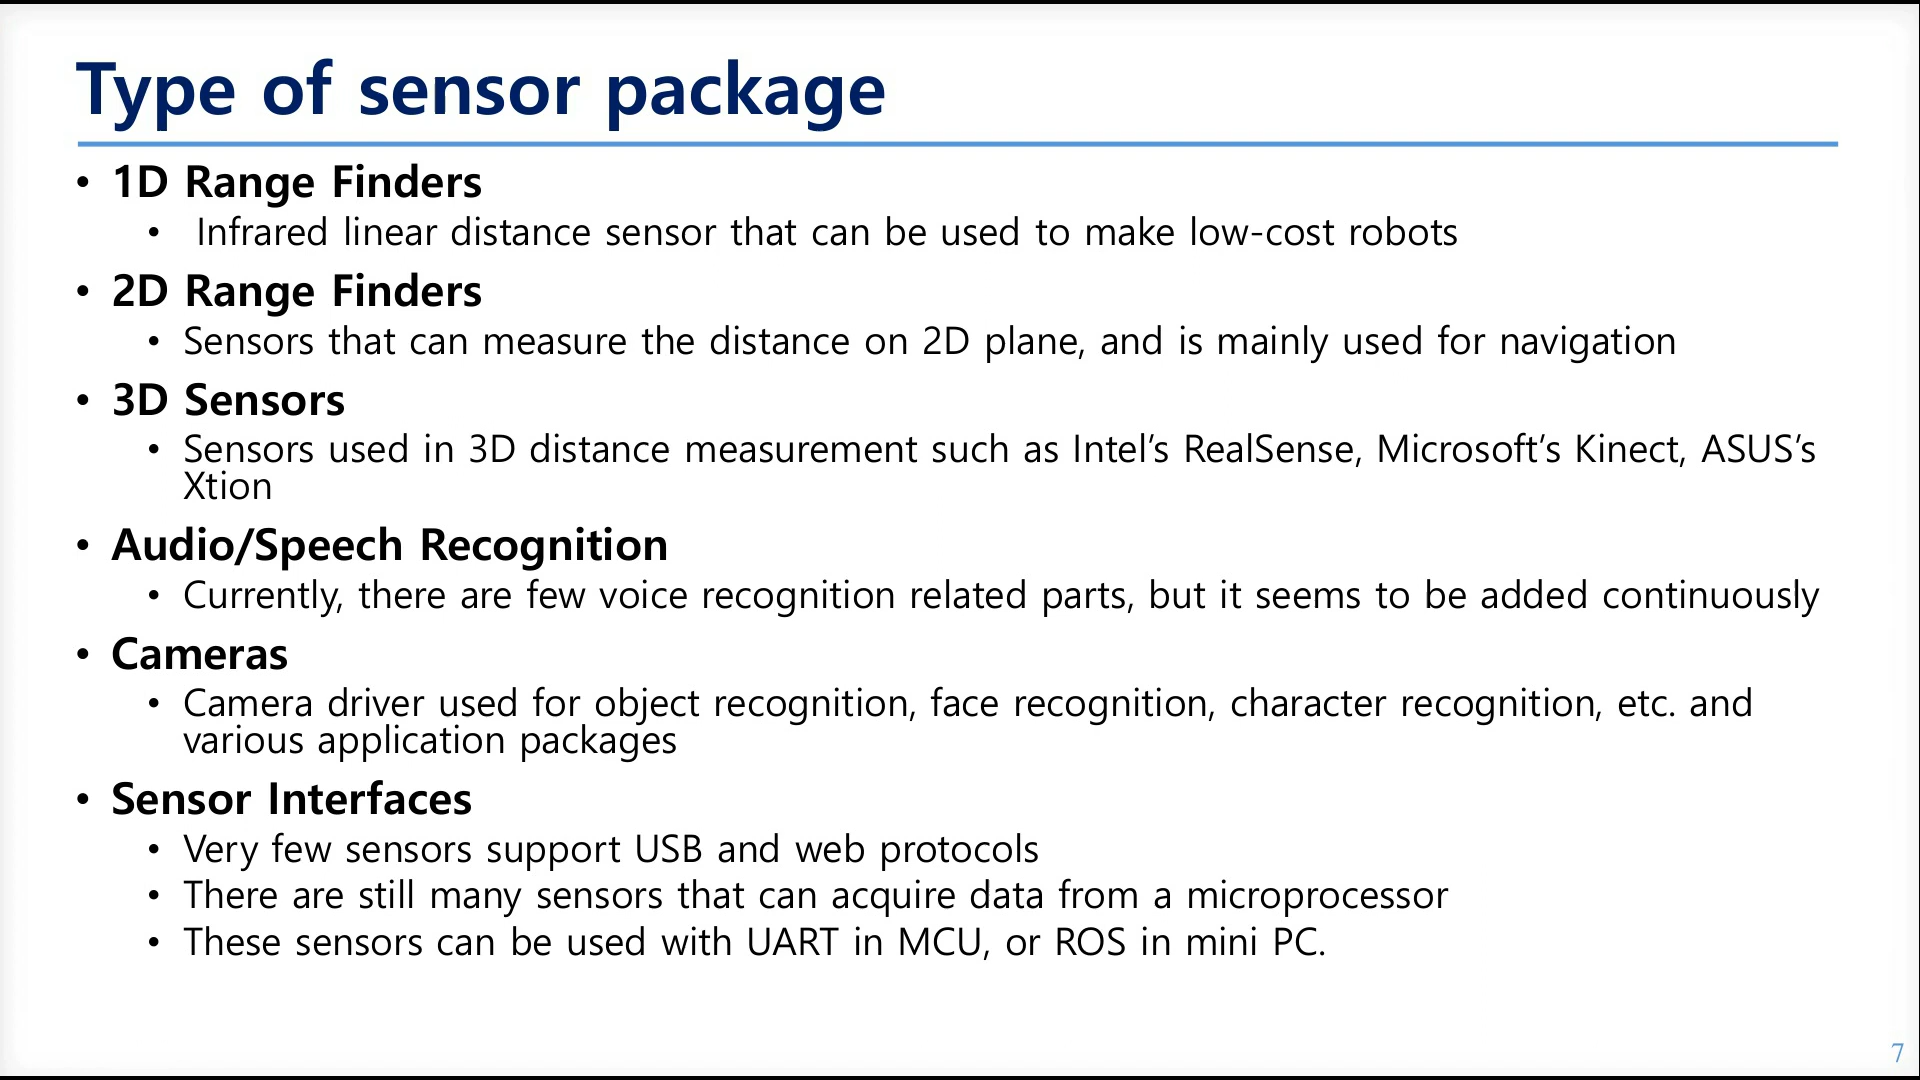 Type of sensor package
• 1D Range Finders
• Infrared linear distance sensor that can be used to make low-cost robots
• 2D Range Finders
• Sensors that can measure the distance on 2D plane, and is mainly used for navigation
• 3D Sensors
• Sensors used in 3D distance measurement such as Intel’s RealSense, Microsoft’s Kinect, ASUS’s
Xtion
• Audio/Speech Recognition
• Currently, there are few voice recognition related parts, but it seems to be added continuously
• Cameras
• Camera driver used for object recognition, face recognition, character recognition, etc. and
various application packages
• Sensor Interfaces
• Very few sensors support USB and web protocols
• There are still many sensors that can acquire data from a microprocessor
• These sensors can be used with UART in MCU, or ROS in mini PC.
7